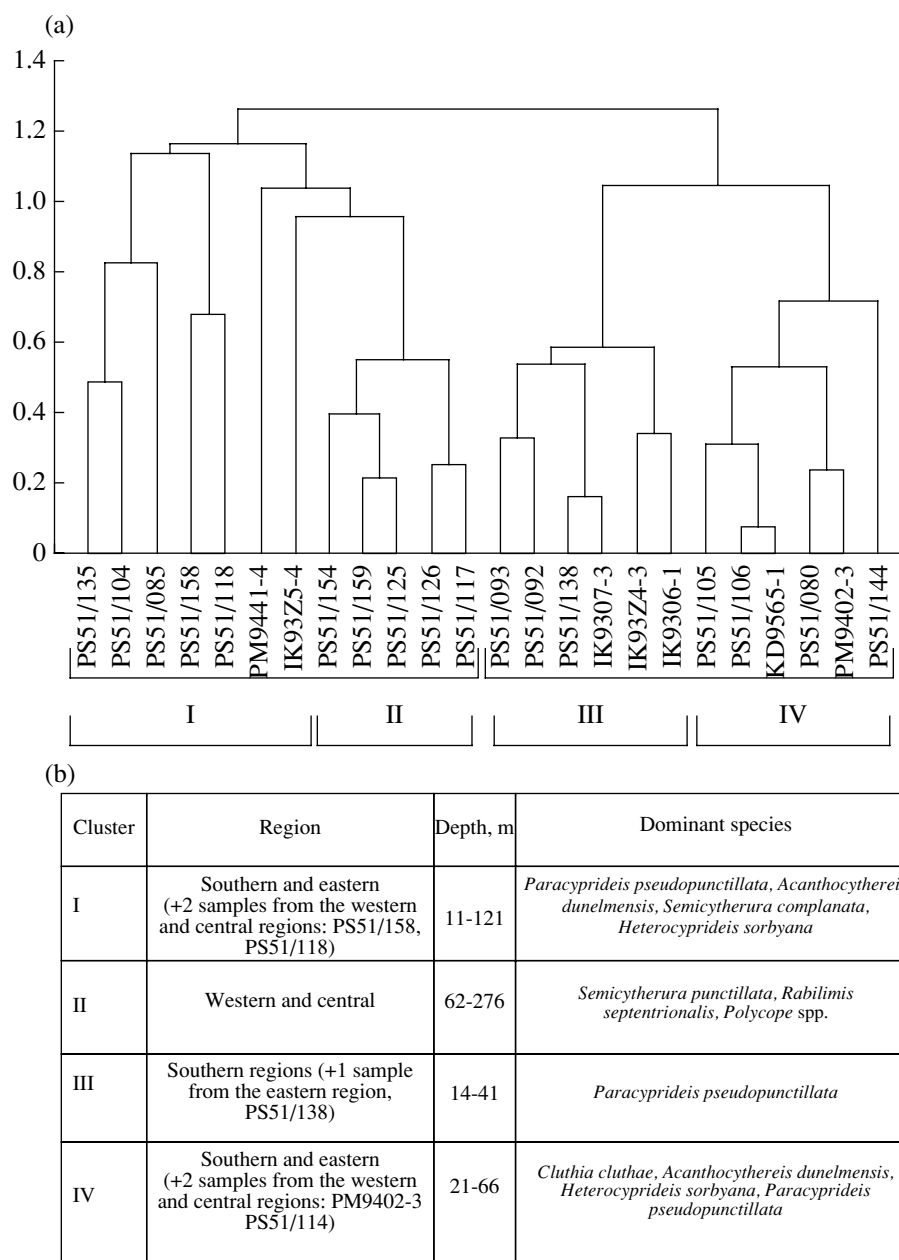 (a)
1.4
1.2
1.0
0.8
0.6
0.4
0.2
0
PS51/135
PS51/104
PS51/085
PS51/158
PS51/118
PM9441-4
IK93Z5-4
PS51/154
PS51/159
PS51/125
PS51/126
PS51/117
PS51/093
PS51/092
PS51/138
IK9307-3
IK93Z4-3
IK9306-1
PS51/105
PS51/106
KD9565-1
PS51/080
PM9402-3
PS51/144
I II III IV
(b)
Cluster Region Depth, m Dominant species
I
Southern and eastern
(+2 samples from the western
and central regions: PS51/158,
PS51/118)
11-121
Paracyprideis pseudopunctillata, Acanthocythereis
dunelmensis, Semicytherura complanata,
Heterocyprideis sorbyana
II
Western and central
62-276
Semicytherura punctillata, Rabilimis
septentrionalis, Polycope spp.
III
Southern regions (+1 sample
from the eastern region,
PS51/138)
14-41
Paracyprideis pseudopunctillata
IV
Southern and eastern
(+2 samples from the western
and central regions: PM9402-3
PS51/114)
21-66
Cluthia cluthae, Acanthocythereis dunelmensis,
Heterocyprideis sorbyana, Paracyprideis
pseudopunctillata